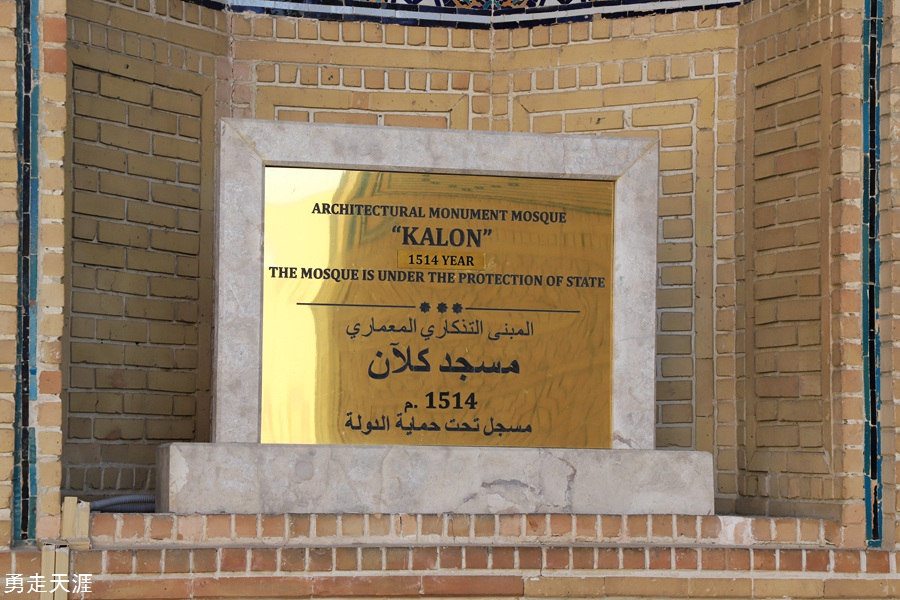 ARCHITECTURAL MONUMENT MOSQUE
“KALON”
1514 YEAR
THE MOSQUE IS UNDER THE PROTECTION OF STATE
المبنى التذكاري المعماري
مسجد كلآن
1514 م.
مسجل تحت حماية الدولة
勇走天涯